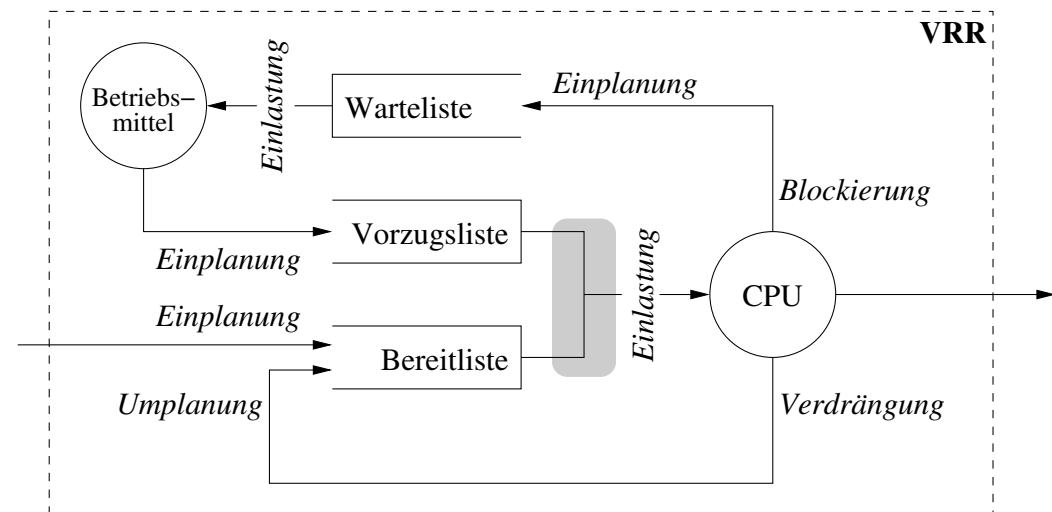 VRR
Betriebs–
mittel
Einlastung
Warteliste
Einplanung
Blockierung
Vorzugsliste
Einplanung
Einlastung
CPU
Einplanung
Bereitliste
Umplanung
Verdrängung